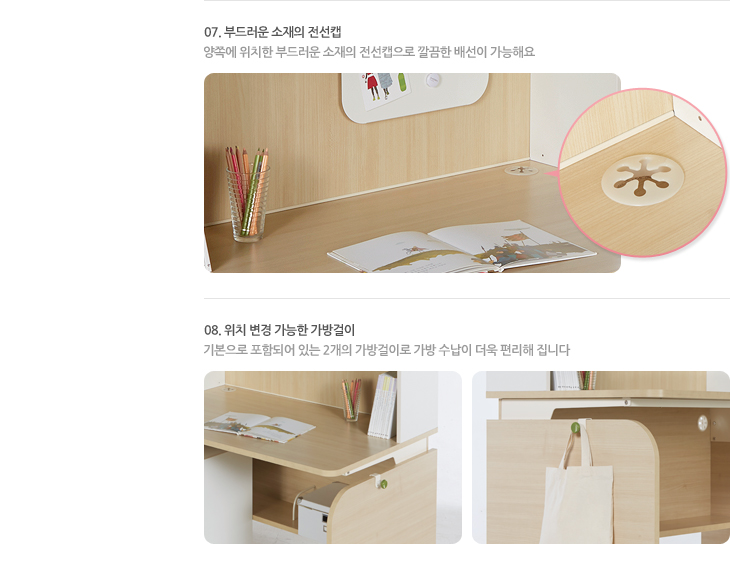 07. 부드러운 소재의 전선캡
양쪽에 위치한 부드러운 소재의 전선캡으로 깔끔한 배선이 가능해요
08. 위치 변경 가능한 가방걸이
기본으로 포함되어 있는 2개의 가방걸이로 가방 수납이 더욱 편리해 집니다